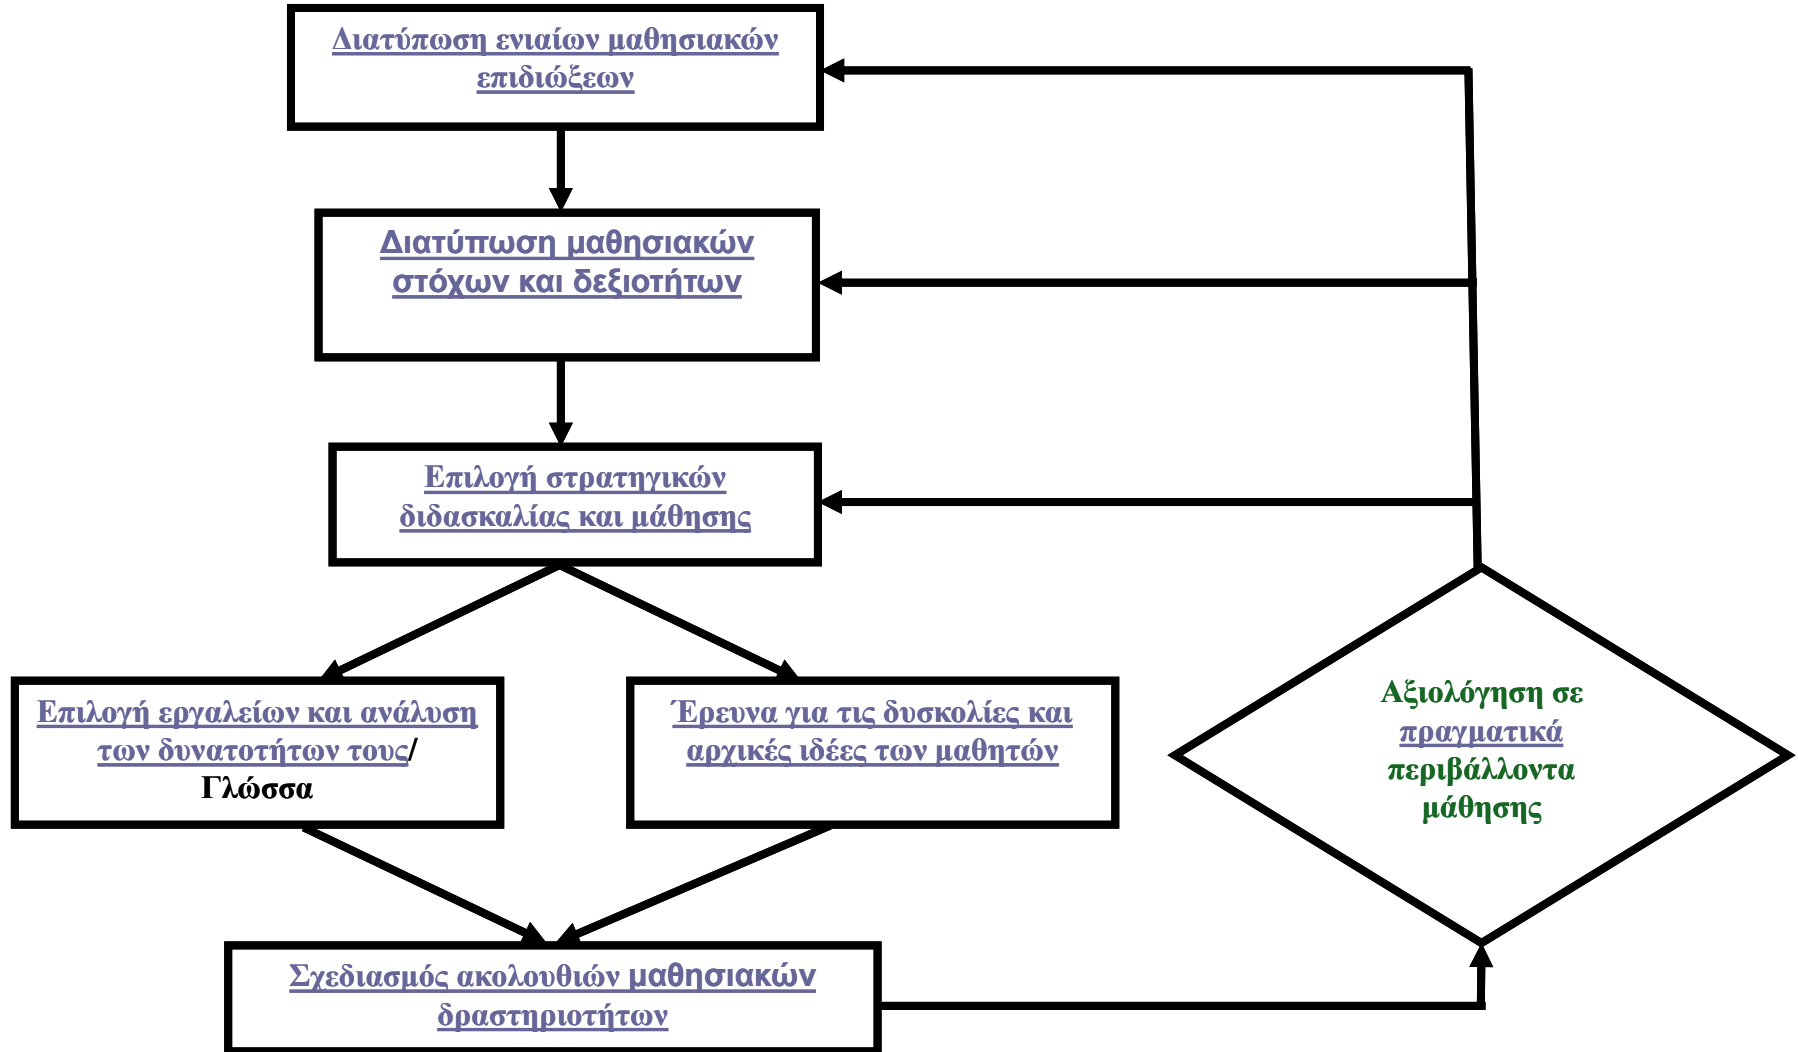 Διατύπωση ενιαίων μαθησιακών
επιδιώξεων
Διατύπωση μαθησιακών
στόχων και δεξιοτήτων
Επιλογή στρατηγικών
διδασκαλίας και μάθησης
Επιλογή εργαλείων και ανάλυση
των δυνατοτήτων τους/
Γλώσσα
Έρευνα για τις δυσκολίες και
αρχικές ιδέες των μαθητών
Αξιολόγηση σε
πραγματικά
περιβάλλοντα
μάθησης
Σχεδιασμός ακολουθιών μαθησιακών
δραστηριοτήτων